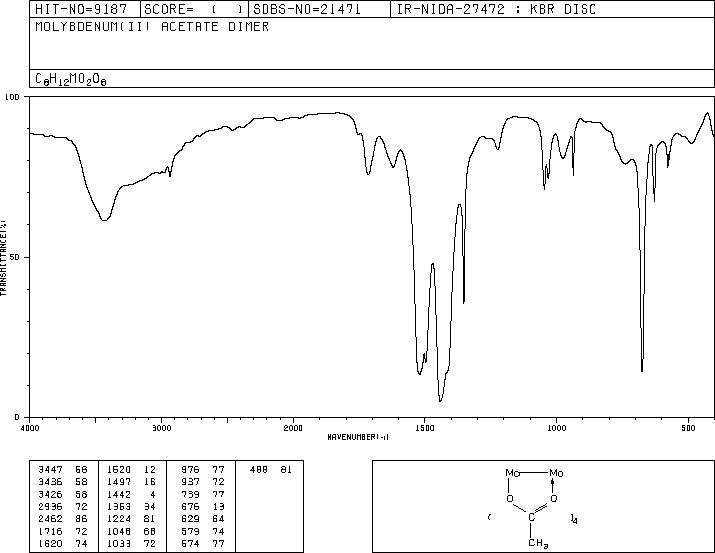 HIT-NO=9187 SCORE= ( ) SDBS-NO=21471 IR-NIDA-27472 : KBR DISC
MOLYBDENUM(II) ACETATE DIMER
C8H12MO2O8
100
50
0
TRANSMITTANCE(%)
4000 3000 2000 1500 1000 500
WAVENUMBER(-1)
3447 58 1520 12 976 77 488 81
3436 58 1497 16 937 72
3426 58 1442 4 739 77
2936 72 1363 34 676 13
2462 86 1224 81 629 64
1716 72 1048 68 579 74
1620 74 1033 72 574 77
Mo Mo
O O
( C )4
CH3